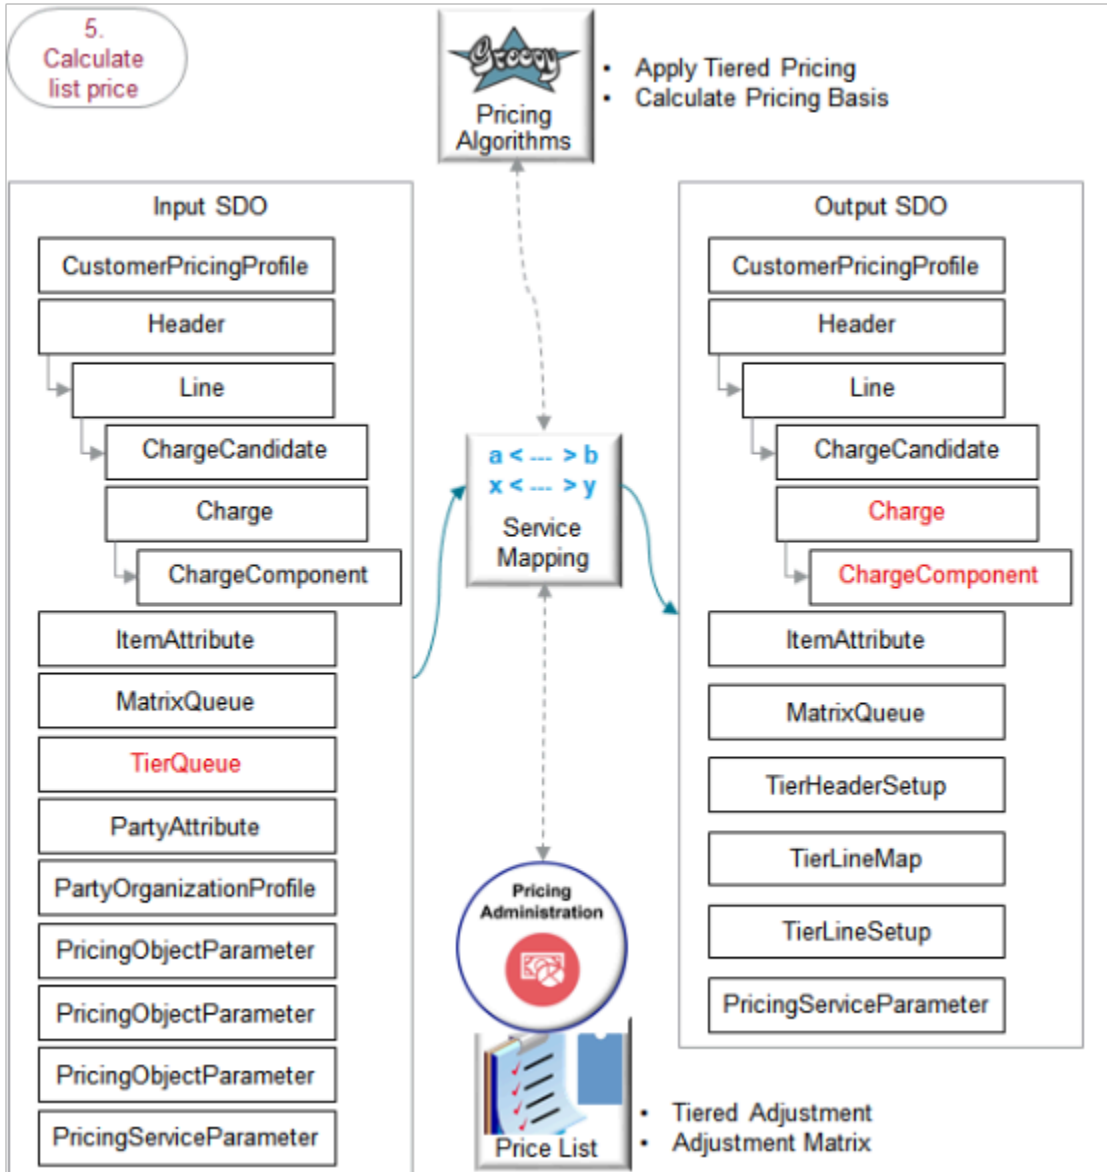 5.
Calculate
list price
Groovy
Pricing
Algorithms
• Apply Tiered Pricing
• Calculate Pricing Basis
Input SDO
CustomerPricingProfile
Header
Line
ChargeCandidate
Charge
ChargeComponent
ItemAttribute
MatrixQueue
TierQueue
PartyAttribute
PartyOrganizationProfile
PricingObjectParameter
PricingObjectParameter
PricingObjectParameter
PricingServiceParameter
a < --- > b
x < --- > y
Service
Mapping
Pricing
Administration
Price List
• Tiered Adjustment
• Adjustment Matrix
Output SDO
CustomerPricingProfile
Header
Line
ChargeCandidate
Charge
ChargeComponent
ItemAttribute
MatrixQueue
TierHeaderSetup
TierLineMap
TierLineSetup
PricingServiceParameter